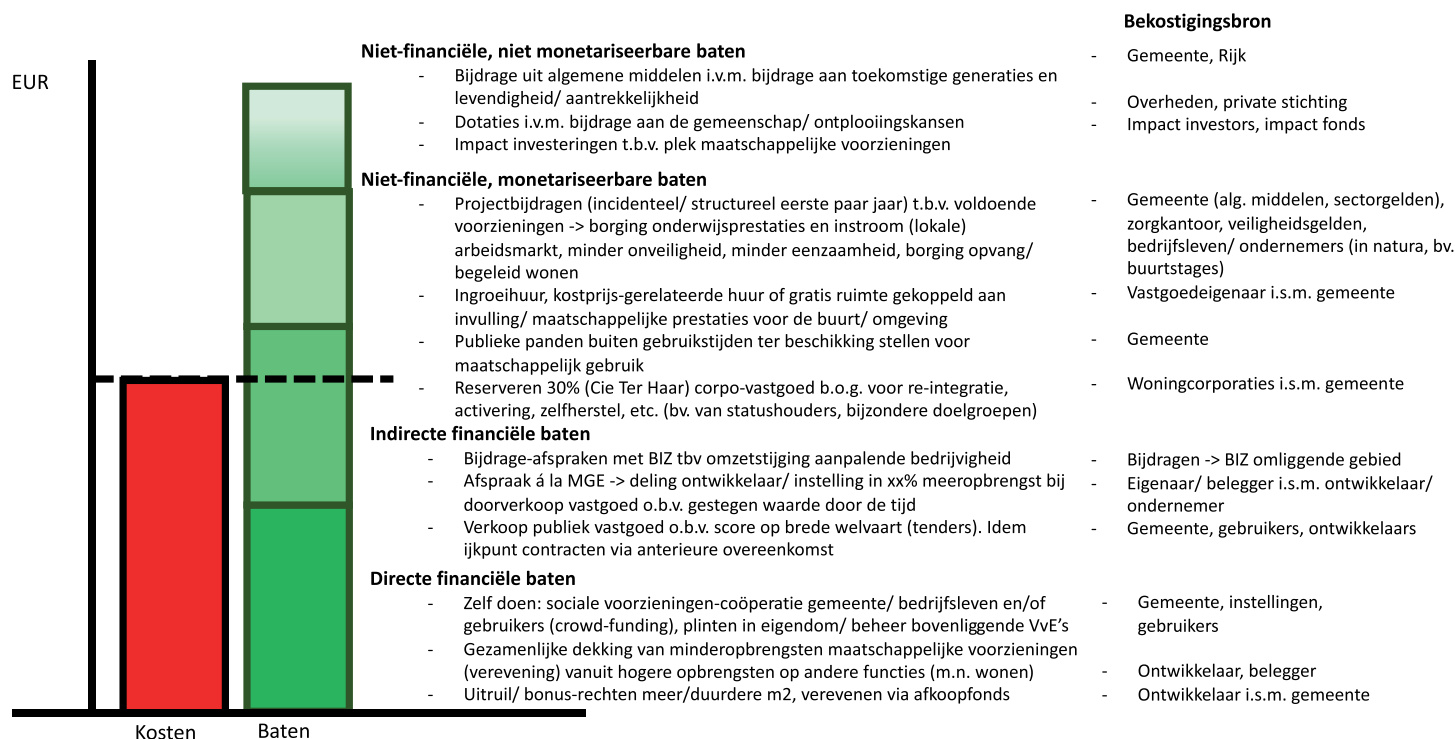 Bekostigingsbron
EUR
Niet-financiële, niet monetariseerbare baten
- Bijdrage uit algemene middelen i.v.m. bijdrage aan toekomstige generaties en
levendigheid/ aantrekkelijkheid
- Dotaties i.v.m. bijdrage aan de gemeenschap/ ontplooiingskansen
- Impact investeringen t.b.v. plek maatschappelijke voorzieningen
- Gemeente, Rijk
- Overheden, private stichting
- Impact investors, impact fonds
Niet-financiële, monetariseerbare baten
- Projectbijdragen (incidenteel/ structureel eerste paar jaar) t.b.v. voldoende
voorzieningen -> borging onderwijsprestaties en instroom (lokale)
arbeidsmarkt, minder onveiligheid, minder eenzaamheid, borging opvang/
begeleid wonen
- Ingroeihuur, kostprijs-gerelateerde huur of gratis ruimte gekoppeld aan
invulling/ maatschappelijke prestaties voor de buurt/ omgeving
- Publieke panden buiten gebruikstijden ter beschikking stellen voor
maatschappelijk gebruik
- Reserveren 30% (Cie Ter Haar) corpo-vastgoed b.o.g. voor re-integratie,
activering, zelfherstel, etc. (bv. van statushouders, bijzondere doelgroepen)
- Gemeente (alg. middelen, sectorgelden),
zorgkantoor, veiligheidsgelden,
bedrijfsleven/ ondernemers (in natura, bv.
buurtstages)
- Vastgoedeigenaar i.s.m. gemeente
- Gemeente
- Woningcorporaties i.s.m. gemeente
Indirecte financiële baten
- Bijdrage-afspraken met BIZ tbv omzetstijging aanpalende bedrijvigheid
- Afspraak á la MGE -> deling ontwikkelaar/ instelling in xx% meeropbrengst bij
doorverkoop vastgoed o.b.v. gestegen waarde door de tijd
- Verkoop publiek vastgoed o.b.v. score op brede welvaart (tenders). Idem
ijkpunt contracten via anterieure overeenkomst
- Bijdragen -> BIZ omliggende gebied
- Eigenaar/ belegger i.s.m. ontwikkelaar/
ondernemer
- Gemeente, gebruikers, ontwikkelaars
Directe financiële baten
- Zelf doen: sociale voorzieningen-coöperatie gemeente/ bedrijfsleven en/of
gebruikers (crowd-funding), plinten in eigendom/ beheer bovenliggende VvE's
- Gezamenlijke dekking van minderopbrengsten maatschappelijke voorzieningen
(verevening) vanuit hogere opbrengsten op andere functies (m.n. wonen)
- Uitruil/ bonus-rechten meer/duurdere m2, verevenen via afkoopfonds
- Gemeente, instellingen,
gebruikers
- Ontwikkelaar, belegger
- Ontwikkelaar i.s.m. gemeente
Kosten
Baten